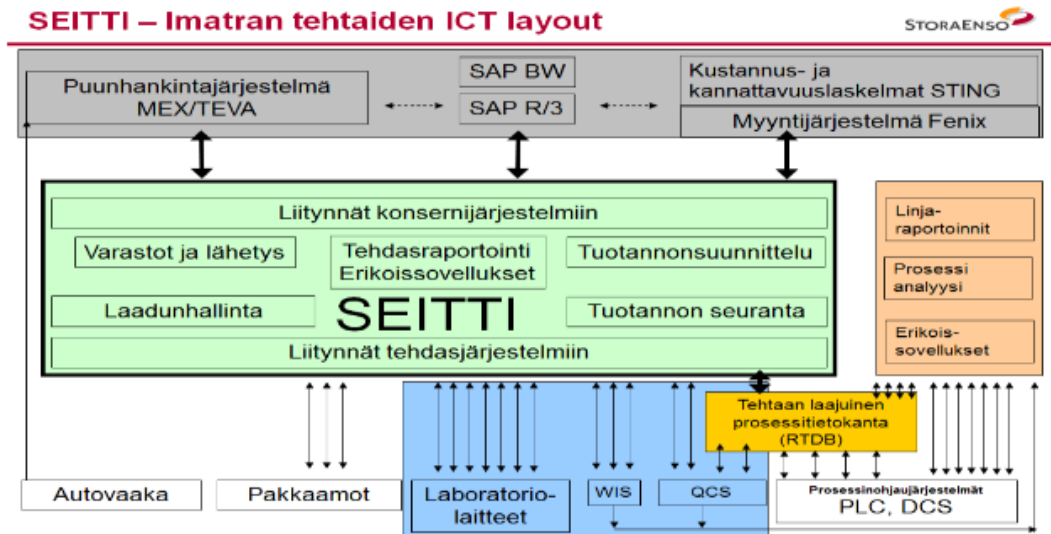 SEITTI – Imatran tehtaiden ICT layout
STORAENSO
Puunhankintajärjestelmä
MEX/TEVA
SAP BW
SAP R/3
Kustannus- ja
kannattavuuslaskelmat STING
Myyntijärjestelmä Fenix
Liitynnät konsernijärjestelmiin
Varastot ja lähetys
Tehdasraportointi
Erikoissovellukset
Tuotannonsuunnittelu
Laadunhallinta
SEITTI
Tuotannon seuranta
Liitynnät tehdasjärjestelmiin
Linja-
raportoinnit
Prosessi
analyysi
Erikois-
sovellukset
Tehtaan laajuinen
prosessitietokanta
(RTDB)
Autovaaka
Pakkaamot
Laboratorio-
laitteet
WIS
QCS
Prosessinohjaujärjestelmät
PLC, DCS